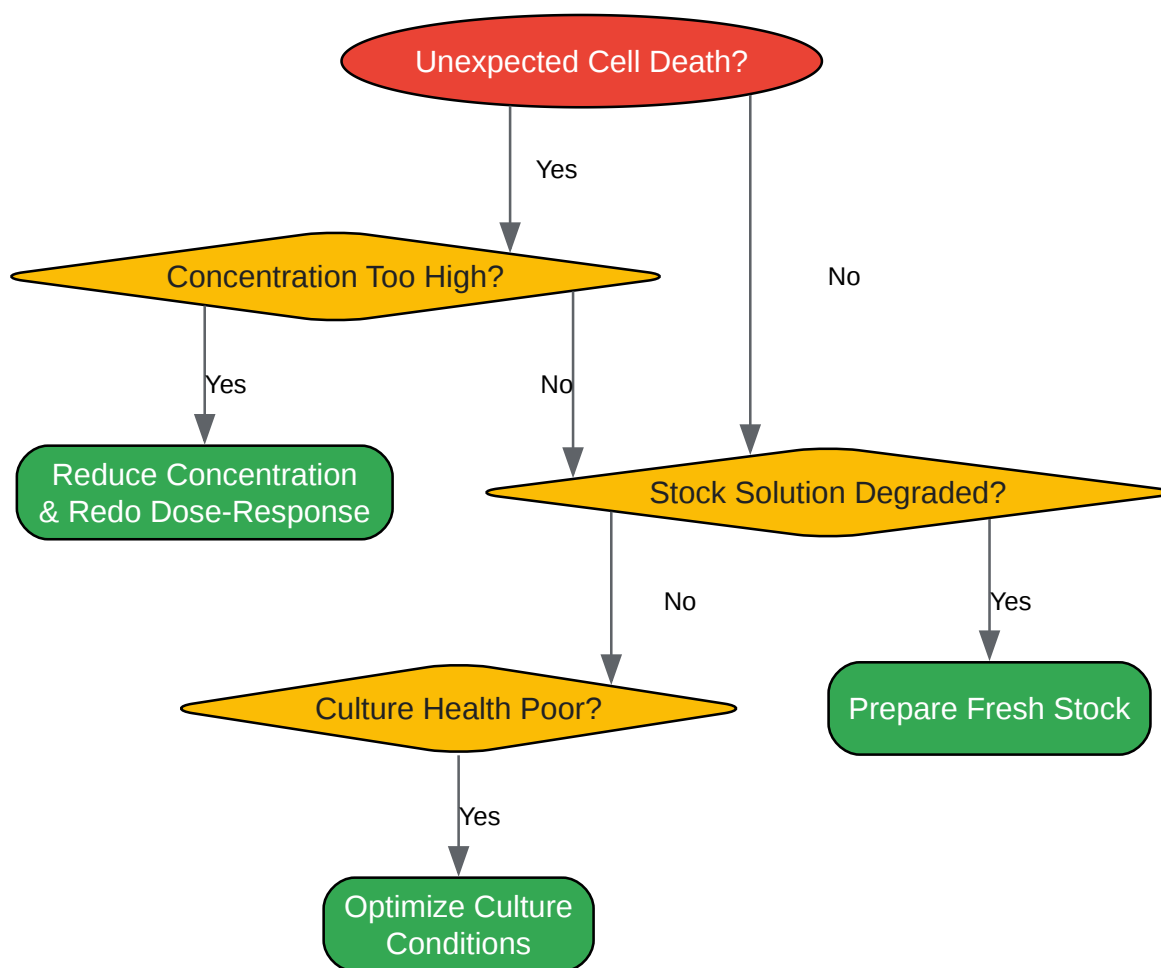 Unexpected Cell Death?
Yes
Concentration Too High?
No
Yes
No
Reduce Concentration
& Redo Dose-Response
Stock Solution Degraded?
No
Yes
Culture Health Poor?
Prepare Fresh Stock
Yes
Optimize Culture
Conditions